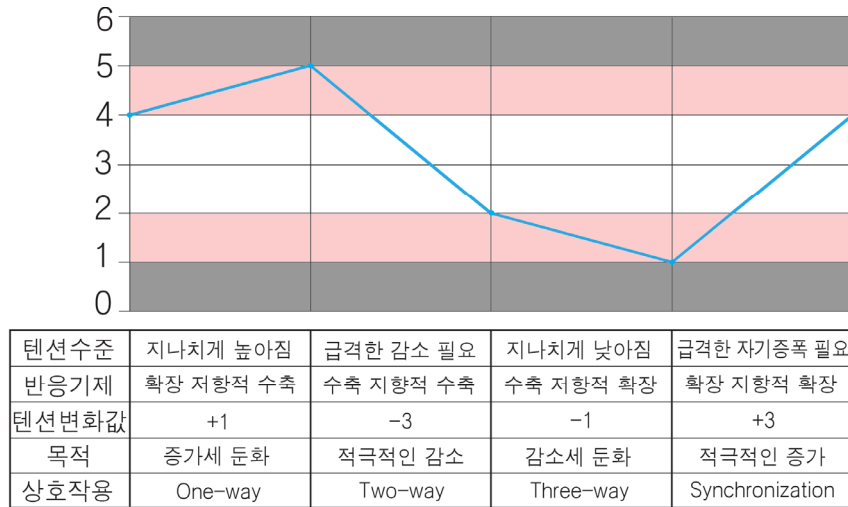 6
5
4
3
2
1
0
텐션수준 지나치게 높아짐 급격한 감소 필요 지나치게 낮아짐 급격한 자기증폭 필요
반응기제 확장 저항적 수축 수축 지향적 수축 수축 저항적 확장 확장 지향적 확장
텐션변화값 +1 -3 -1 +3
목적 증가세 둔화 적극적인 감소 감소세 둔화 적극적인 증가
상호작용 One-way Two-way Three-way Synchronization